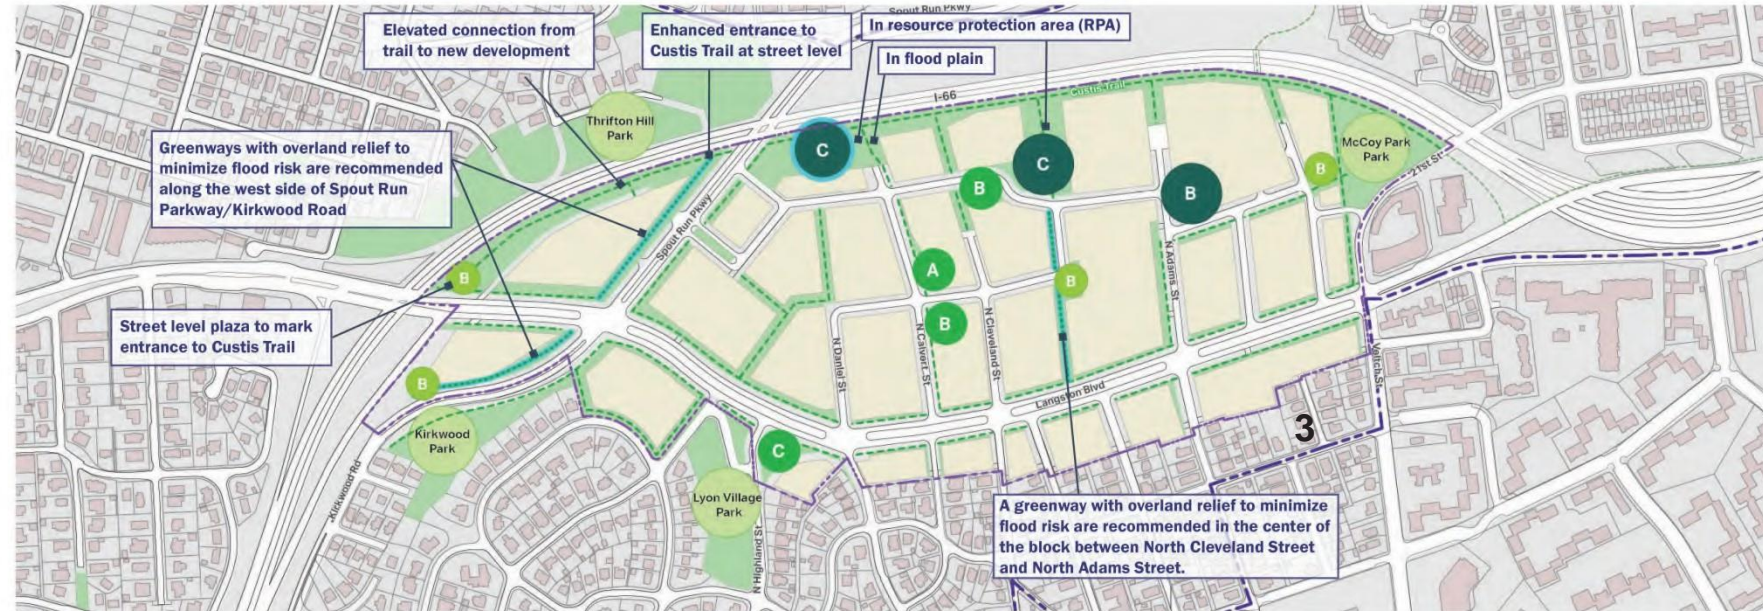 Spout Run Pkwy
Elevated connection from
trail to new development
Enhanced entrance to
Custis Trail at street level
In resource protection area (RPA)
In flood plain
I-66
Custis Trail
Thrifton Hill
Park
McCoy Park
Park
21st St
Greenways with overland relief to
minimize flood risk are recommended
along the west side of Spout Run
Parkway/Kirkwood Road
C
C
B
B
B
Spout Run Pkwy
N Adams St
A
B
B
B
Street level plaza to mark
entrance to Custis Trail
N Daniel St
N Calvert St
N Cleveland St
Veitch St
Langston Blvd
B
Kirkwood
Park
C
3
Kirkwood Rd
Lyon Village
Park
N Highland St
A greenway with overland relief to minimize
flood risk are recommended in the center of
the block between North Cleveland Street
and North Adams Street.